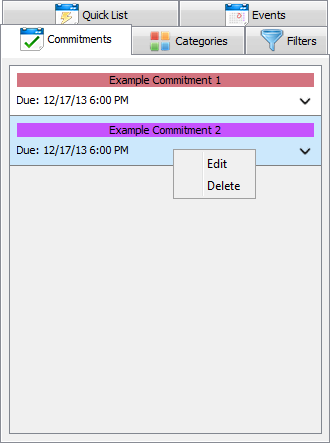 Quick List
Events
Commitments
Categories
Filters
Example Commitment 1
Due: 12/17/13 6:00 PM
Example Commitment 2
Due: 12/17/13 6:00 PM
Edit
Delete